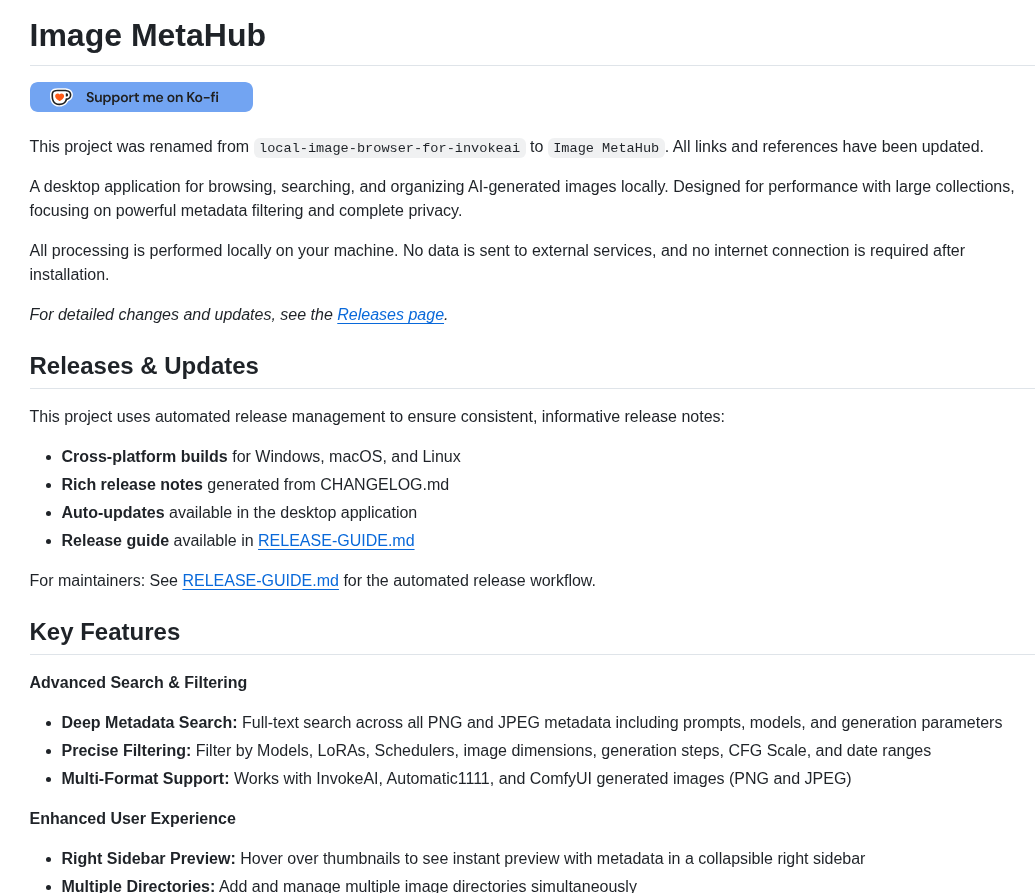 Image MetaHub
Support me on Ko-fi
This project was renamed from local-image-browser-for-invokeai to Image MetaHub. All links and references have been updated.
A desktop application for browsing, searching, and organizing AI-generated images locally. Designed for performance with large collections,
focusing on powerful metadata filtering and complete privacy.
All processing is performed locally on your machine. No data is sent to external services, and no internet connection is required after
installation.
For detailed changes and updates, see the Releases page.
Releases & Updates
This project uses automated release management to ensure consistent, informative release notes:
• Cross-platform builds for Windows, macOS, and Linux
• Rich release notes generated from CHANGELOG.md
• Auto-updates available in the desktop application
• Release guide available in RELEASE-GUIDE.md
For maintainers: See RELEASE-GUIDE.md for the automated release workflow.
Key Features
Advanced Search & Filtering
• Deep Metadata Search: Full-text search across all PNG and JPEG metadata including prompts, models, and generation parameters
• Precise Filtering: Filter by Models, LoRAs, Schedulers, image dimensions, generation steps, CFG Scale, and date ranges
• Multi-Format Support: Works with InvokeAI, Automatic1111, and ComfyUI generated images (PNG and JPEG)
Enhanced User Experience
• Right Sidebar Preview: Hover over thumbnails to see instant preview with metadata in a collapsible right sidebar
• Multiple Directories: Add and manage multiple image directories simultaneously